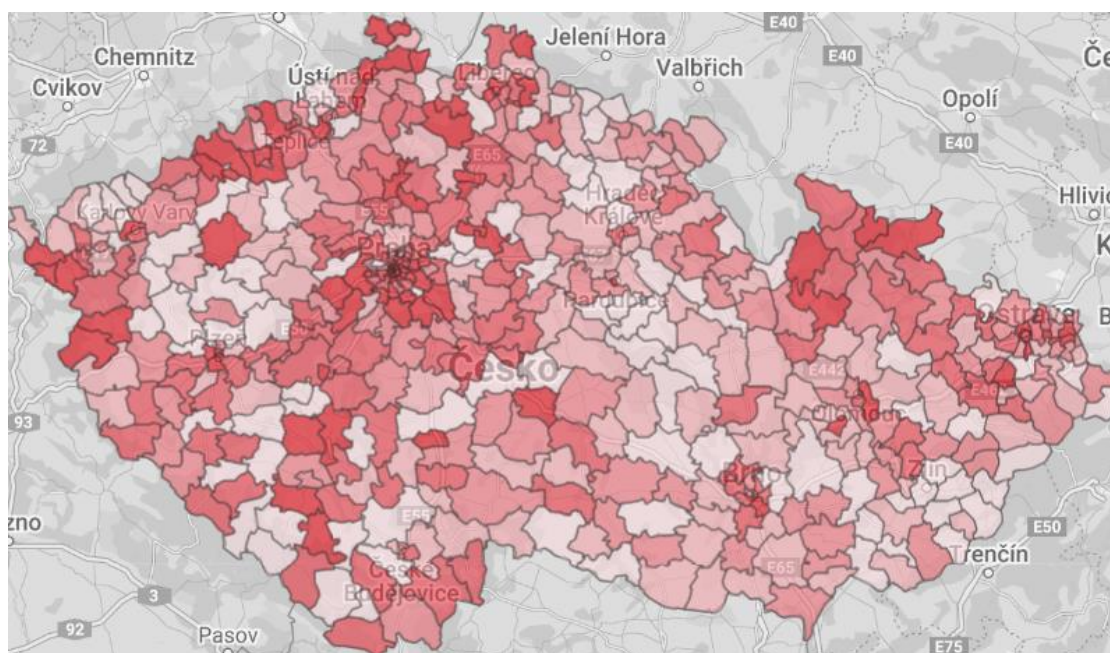 E40
Jelení Hora
E40
Chemnitz
Valbřich
Če
Ústí nad
Labem
Liberec
Cvikov
Opolí
72
Teplice
E40
E65
Hradec
Králové
Hlivic
Karlovy Vary
Praha
K
Pardubice
Ostrava
B
Plzeň
Česko
E442
E46
Olomouc
93
Brno
Zlín
zno
E55
E50
Trenčín
České
Budějovice
E65
3
92
Pasov
E75